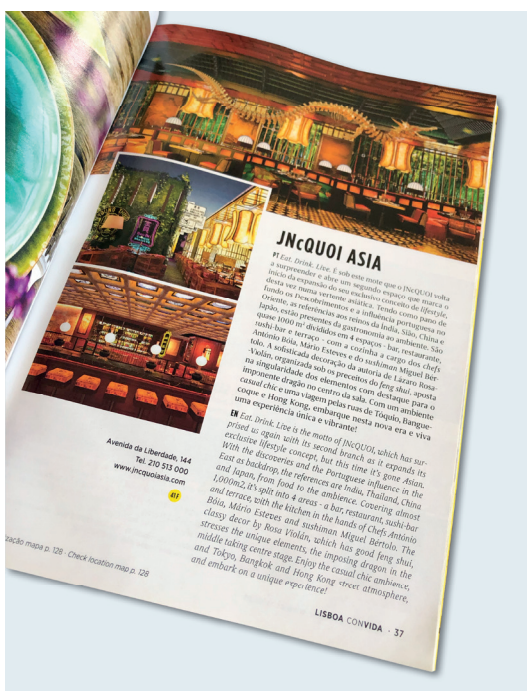 JNcQUOI ASIA
PT Eat. Drink. Live. É sob este mote que o JNcQUOI volta
a surpreender e abre um segundo espaço que marca o
início da expansão do seu exclusivo conceito de lifestyle,
desta vez numa vertente asiática. Tendo como pano de
fundo os Descobrimentos e a influência portuguesa no
Oriente, as referências aos reinos da Índia, Sião, China e
Japão, estão presentes da gastronomia ao ambiente. São
quase 1000 m² divididos em 4 espaços - bar, restaurante,
sushi-bar e terraço - com a cozinha a cargo dos chefs
António Bóia, Mário Esteves e do sushiman Miguel Bér-
tolo. A sofisticada decoração da autoria de Lázaro Rosa-
Violán, organizada sob os preceitos do feng shui, aposta
na singularidade dos elementos com destaque para o
imponente dragão no centro da sala. Com um ambiente
casual chic e uma viagem pelas ruas de Tóquio, Bangue-
coque e Hong Kong, embarque nesta nova era e viva
uma experiência única e vibrante!
EN Eat. Drink. Live is the motto of JNcQUOI, which has sur-
prised us again with its second branch as it expands its
exclusive lifestyle concept, but this time it's gone Asian.
With the discoveries and the Portuguese influence in the
East as backdrop, the references are India, Thailand, China
and Japan, from food to the ambience. Covering almost
1,000m2, it's split into 4 areas - a bar, restaurant, sushi-bar
and terrace, with the kitchen in the hands of Chefs António
Bóia, Mário Esteves and sushiman Miguel Bértolo. The
classy decor by Rosa Violán, which has good feng shui,
stresses the unique elements, the imposing dragon in the
middle taking centre stage. Enjoy the casual chic ambience,
and Tokyo, Bangkok and Hong Kong street atmosphere,
and embark on a unique experience!
Avenida da Liberdade, 144
Tel. 210 513 000
www.jncquoiasia.com
41F
zação mapa p. 128 - Check location map p. 128
LISBOA CONVIDA · 37